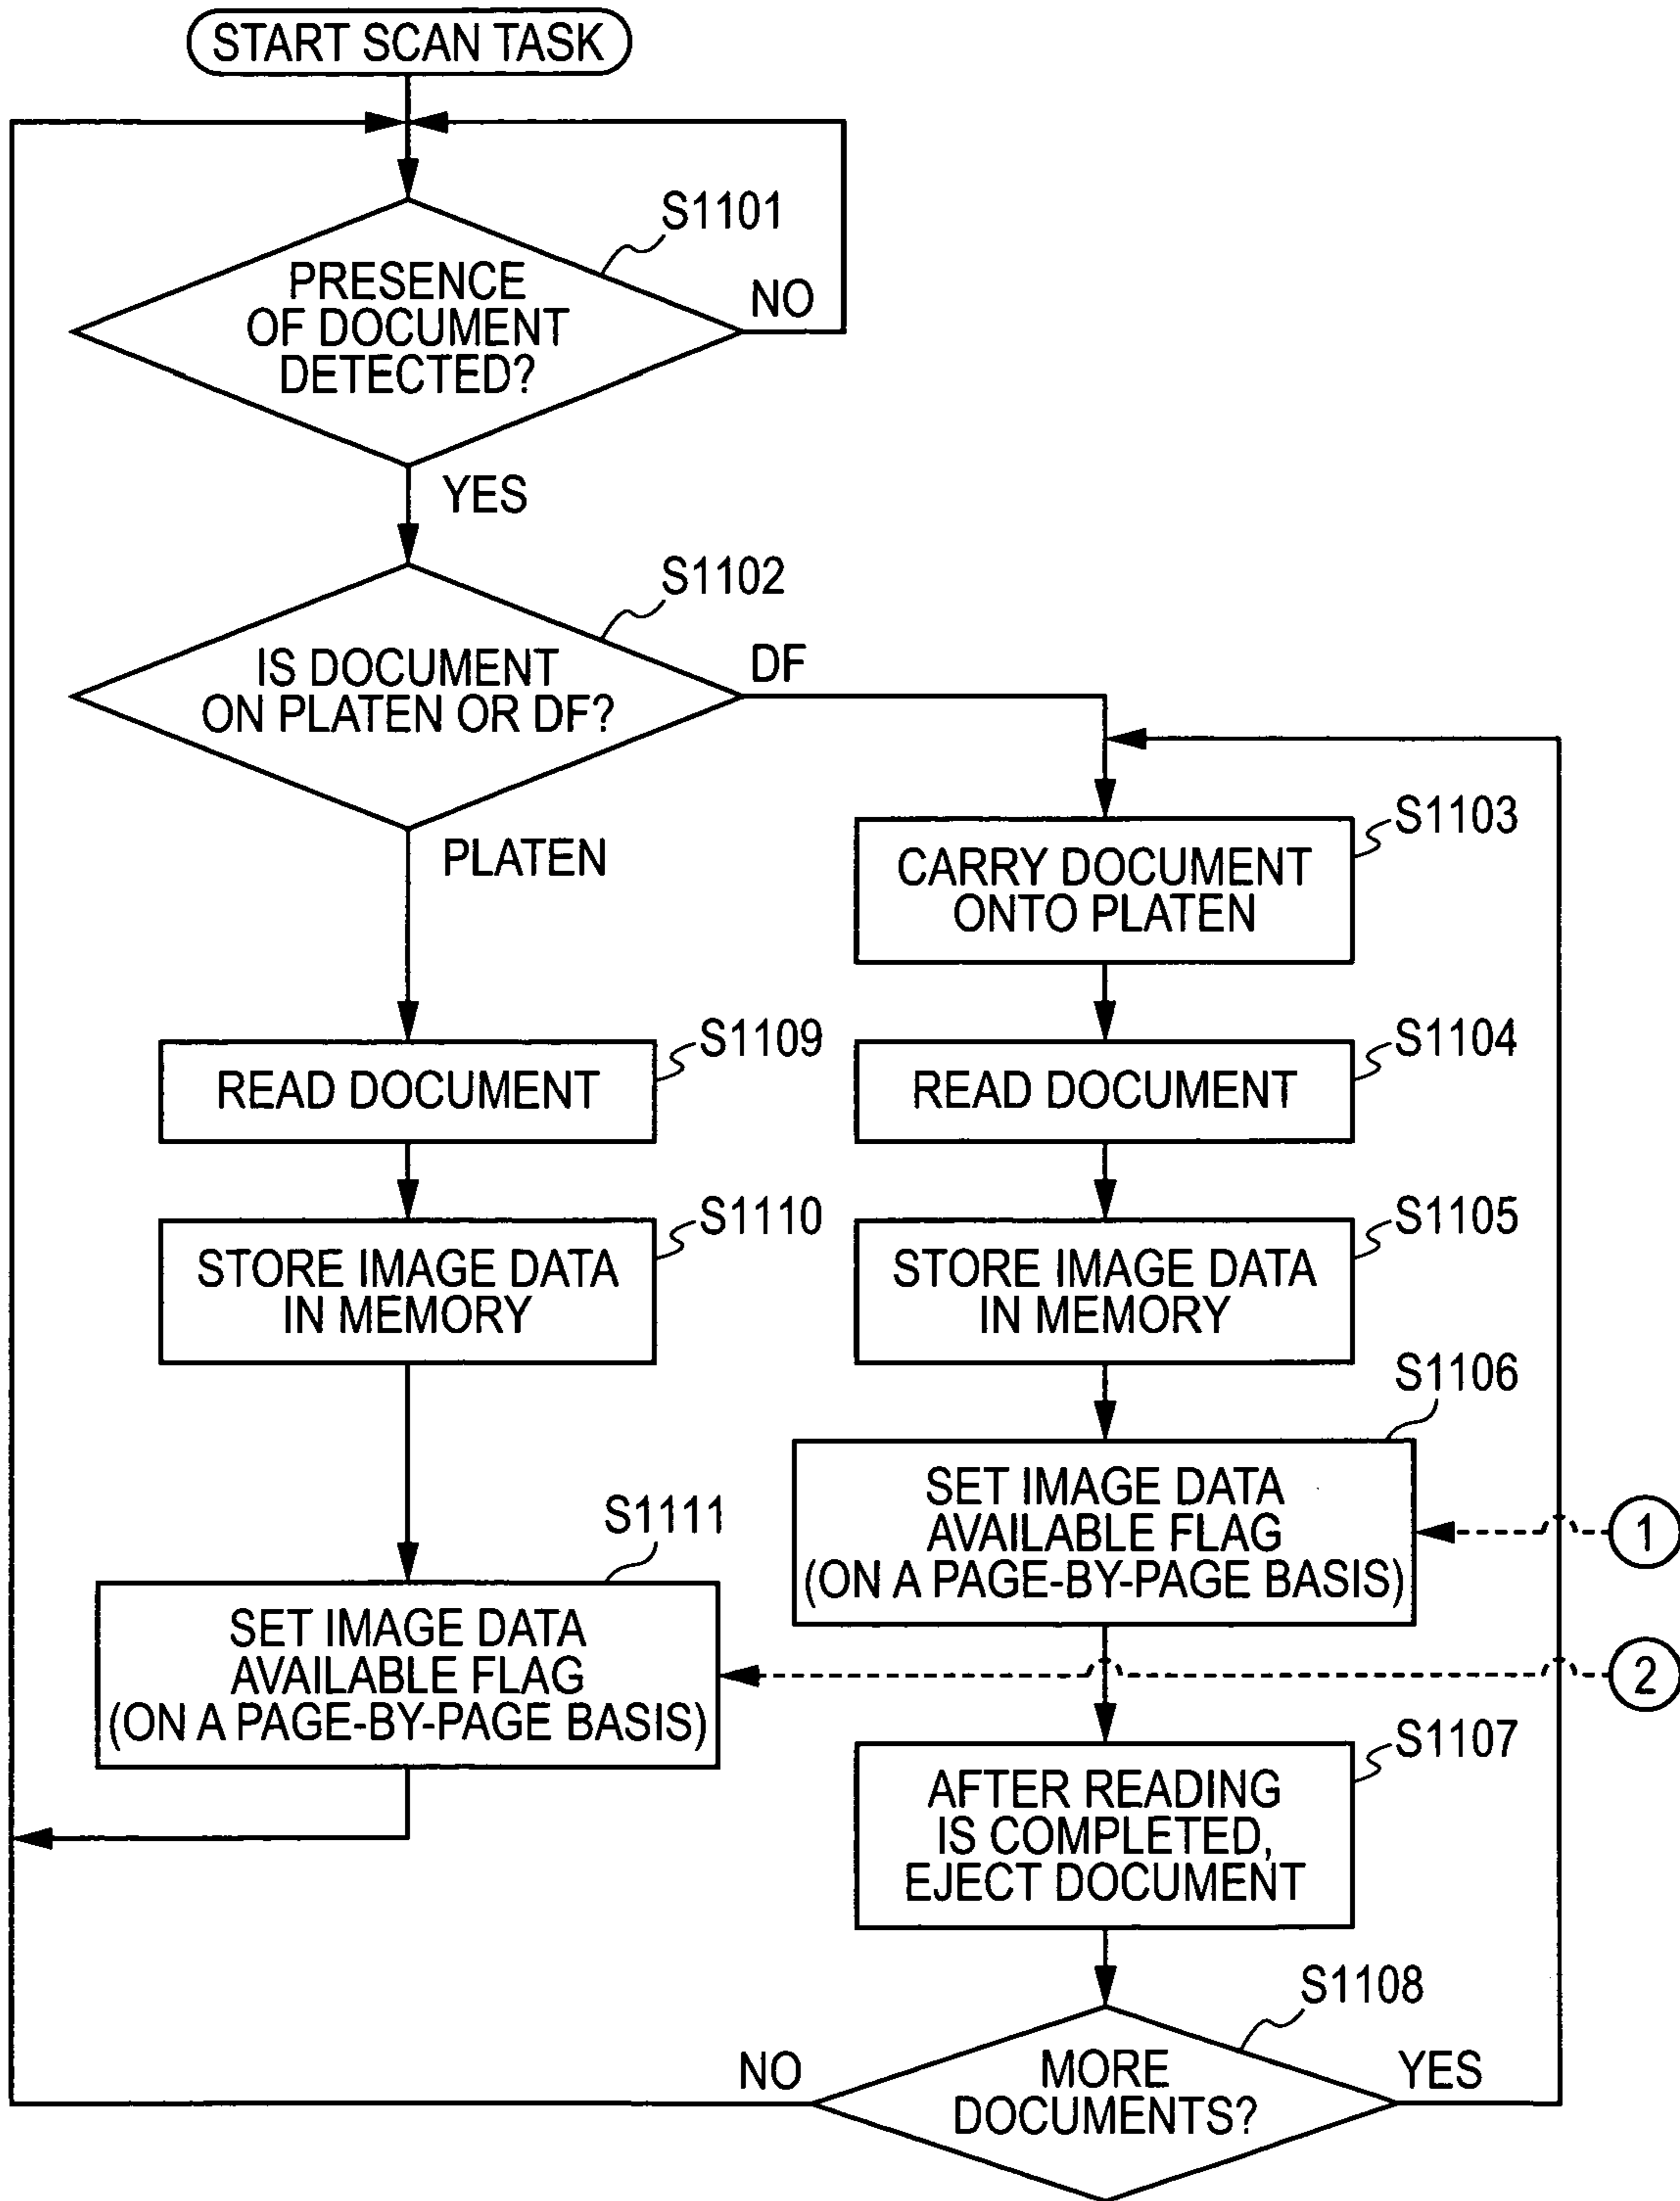 START SCAN TASK
S1101
PRESENCE
OF DOCUMENT
DETECTED?
NO
YES
S1102
IS DOCUMENT
ON PLATEN OR DF?
DF
PLATEN
S1103
CARRY DOCUMENT
ONTO PLATEN
S1109
READ DOCUMENT
S1104
READ DOCUMENT
S1110
STORE IMAGE DATA
IN MEMORY
S1105
STORE IMAGE DATA
IN MEMORY
S1106
SET IMAGE DATA
AVAILABLE FLAG
(ON A PAGE-BY-PAGE BASIS)
1
S1111
SET IMAGE DATA
AVAILABLE FLAG
(ON A PAGE-BY-PAGE BASIS)
2
S1107
AFTER READING
IS COMPLETED,
EJECT DOCUMENT
S1108
MORE
DOCUMENTS?
NO
YES